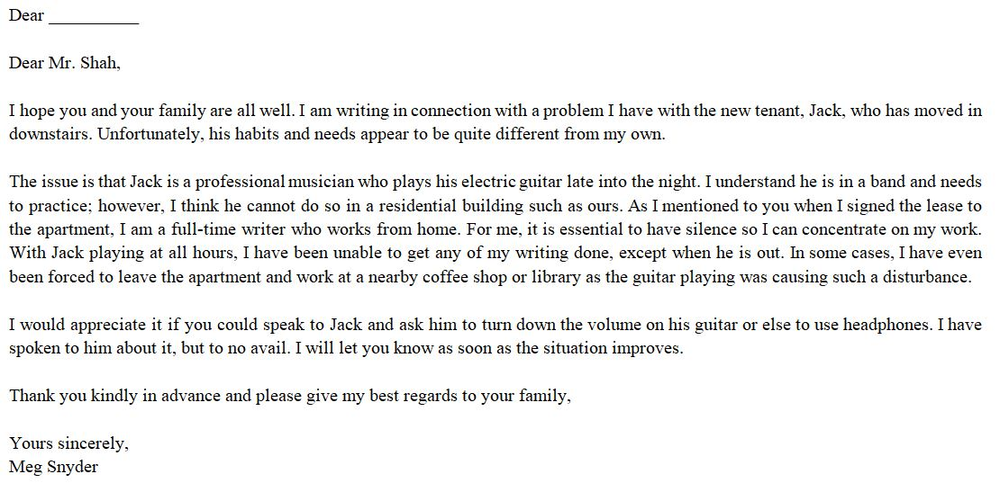 Dear __________
Dear Mr. Shah,
I hope you and your family are all well. I am writing in connection with a problem I have with the new tenant, Jack, who has moved in
downstairs. Unfortunately, his habits and needs appear to be quite different from my own.
The issue is that Jack is a professional musician who plays his electric guitar late into the night. I understand he is in a band and needs
to practice; however, I think he cannot do so in a residential building such as ours. As I mentioned to you when I signed the lease to
the apartment, I am a full-time writer who works from home. For me, it is essential to have silence so I can concentrate on my work.
With Jack playing at all hours, I have been unable to get any of my writing done, except when he is out. In some cases, I have even
been forced to leave the apartment and work at a nearby coffee shop or library as the guitar playing was causing such a disturbance.
I would appreciate it if you could speak to Jack and ask him to turn down the volume on his guitar or else to use headphones. I have
spoken to him about it, but to no avail. I will let you know as soon as the situation improves.
Thank you kindly in advance and please give my best regards to your family,
Yours sincerely,
Meg Snyder